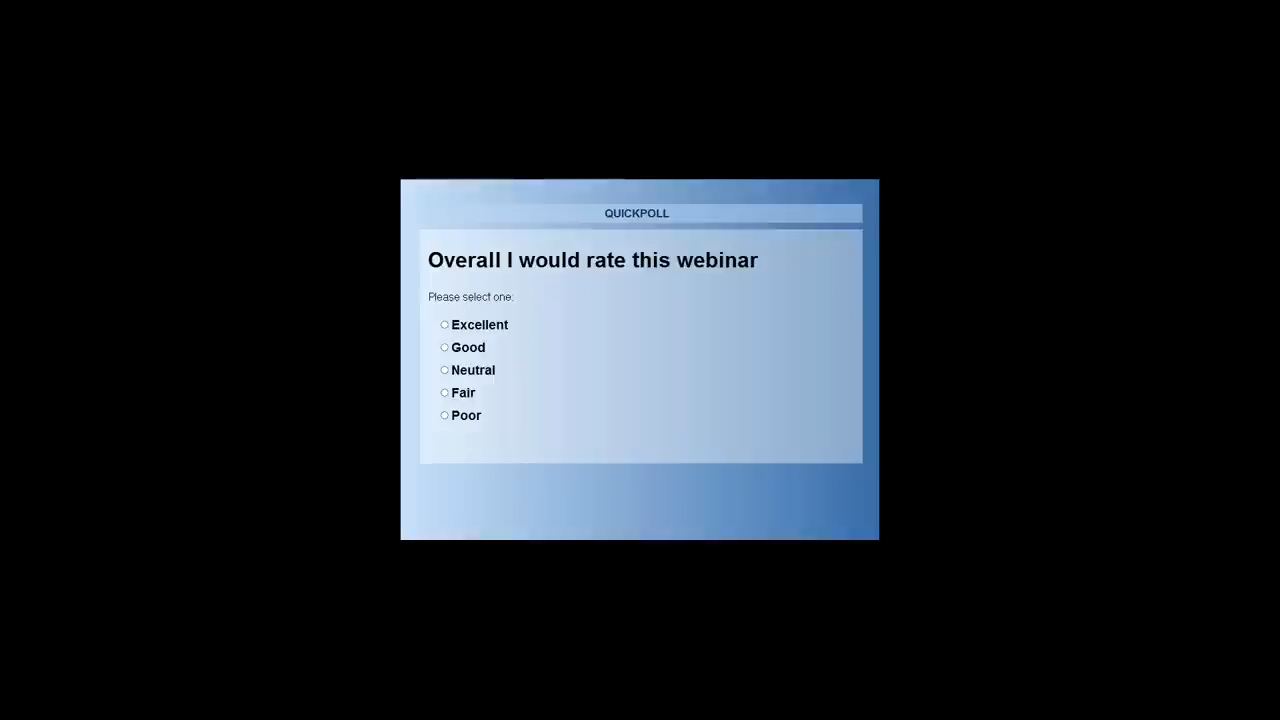 QUICKPOLL
Overall I would rate this webinar
Please select one:
Excellent
Good
Neutral
Fair
Poor